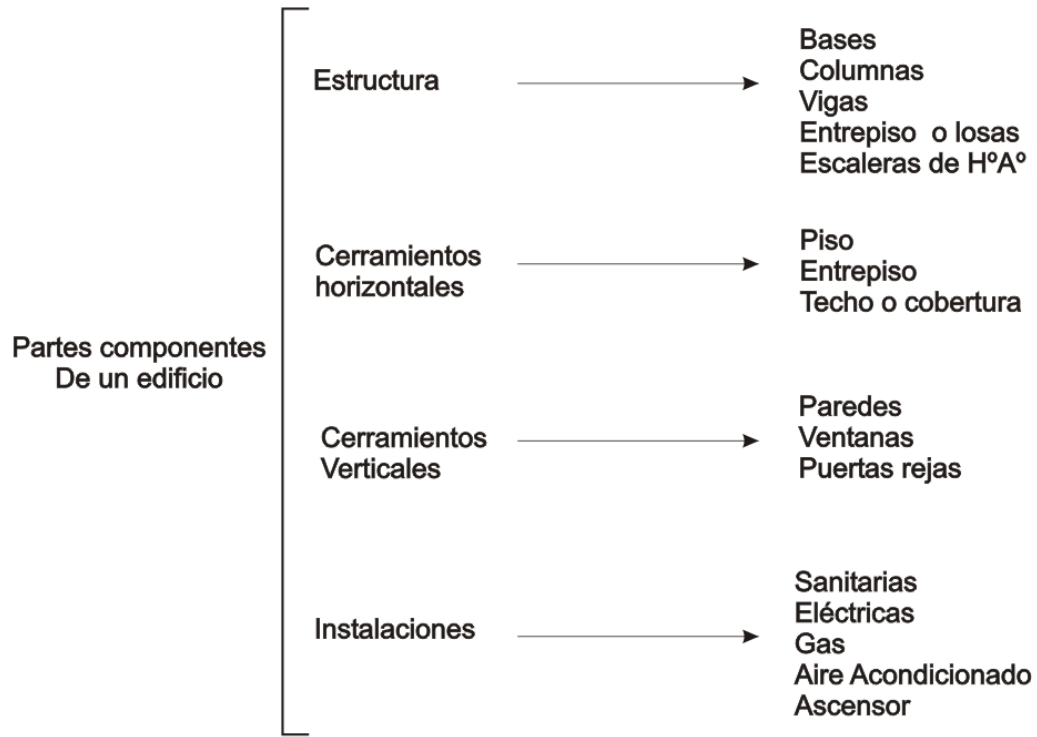 Partes componentes
De un edificio
Estructura
Bases
Columnas
Vigas
Entrepiso o losas
Escaleras de HºAº
Cerramientos
horizontales
Piso
Entrepiso
Techo o cobertura
Cerramientos
Verticales
Paredes
Ventanas
Puertas rejas
Instalaciones
Sanitarias
Eléctricas
Gas
Aire Acondicionado
Ascensor